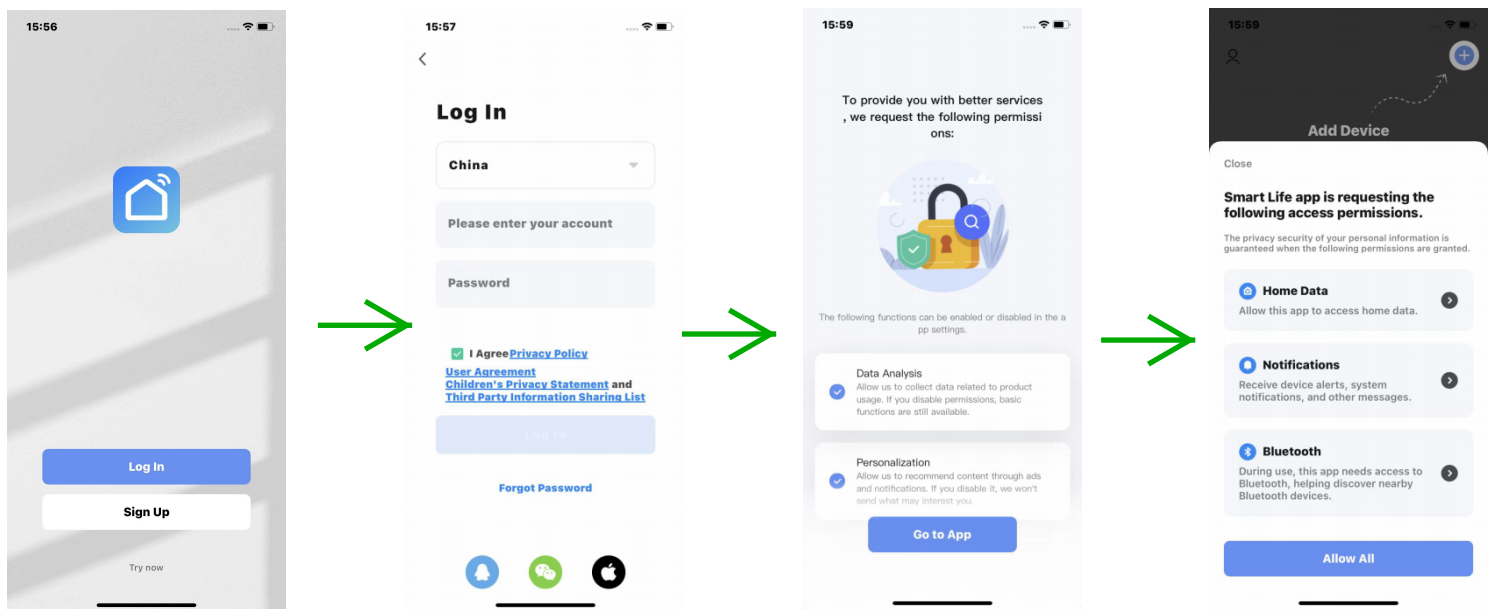 15:56
Log In
Sign Up
Try now
15:57
Log In
China
Please enter your account
Password
I Agree Privacy Policy
User Agreement
Children's Privacy Statement and
Third Party Information Sharing List
Log In
Forgot Password
15:59
To provide you with better services
, we request the following permissi
ons:
The following functions can be enabled or disabled in the a
pp settings.
Data Analysis
Allow us to collect data related to product
usage. If you disable permissions, basic
functions are still available.
Personalization
Allow us to recommend content through ads
and notifications. If you disable it, we won't
send what may interest you.
Go to App
15:59
Add Device
Close
Smart Life app is requesting the
following access permissions.
The privacy security of your personal information is
guaranteed when the following permissions are granted.
Home Data
Allow this app to access home data.
Notifications
Receive device alerts, system
notifications, and other messages.
Bluetooth
During use, this app needs access to
Bluetooth, helping discover nearby
Bluetooth devices.
Allow All